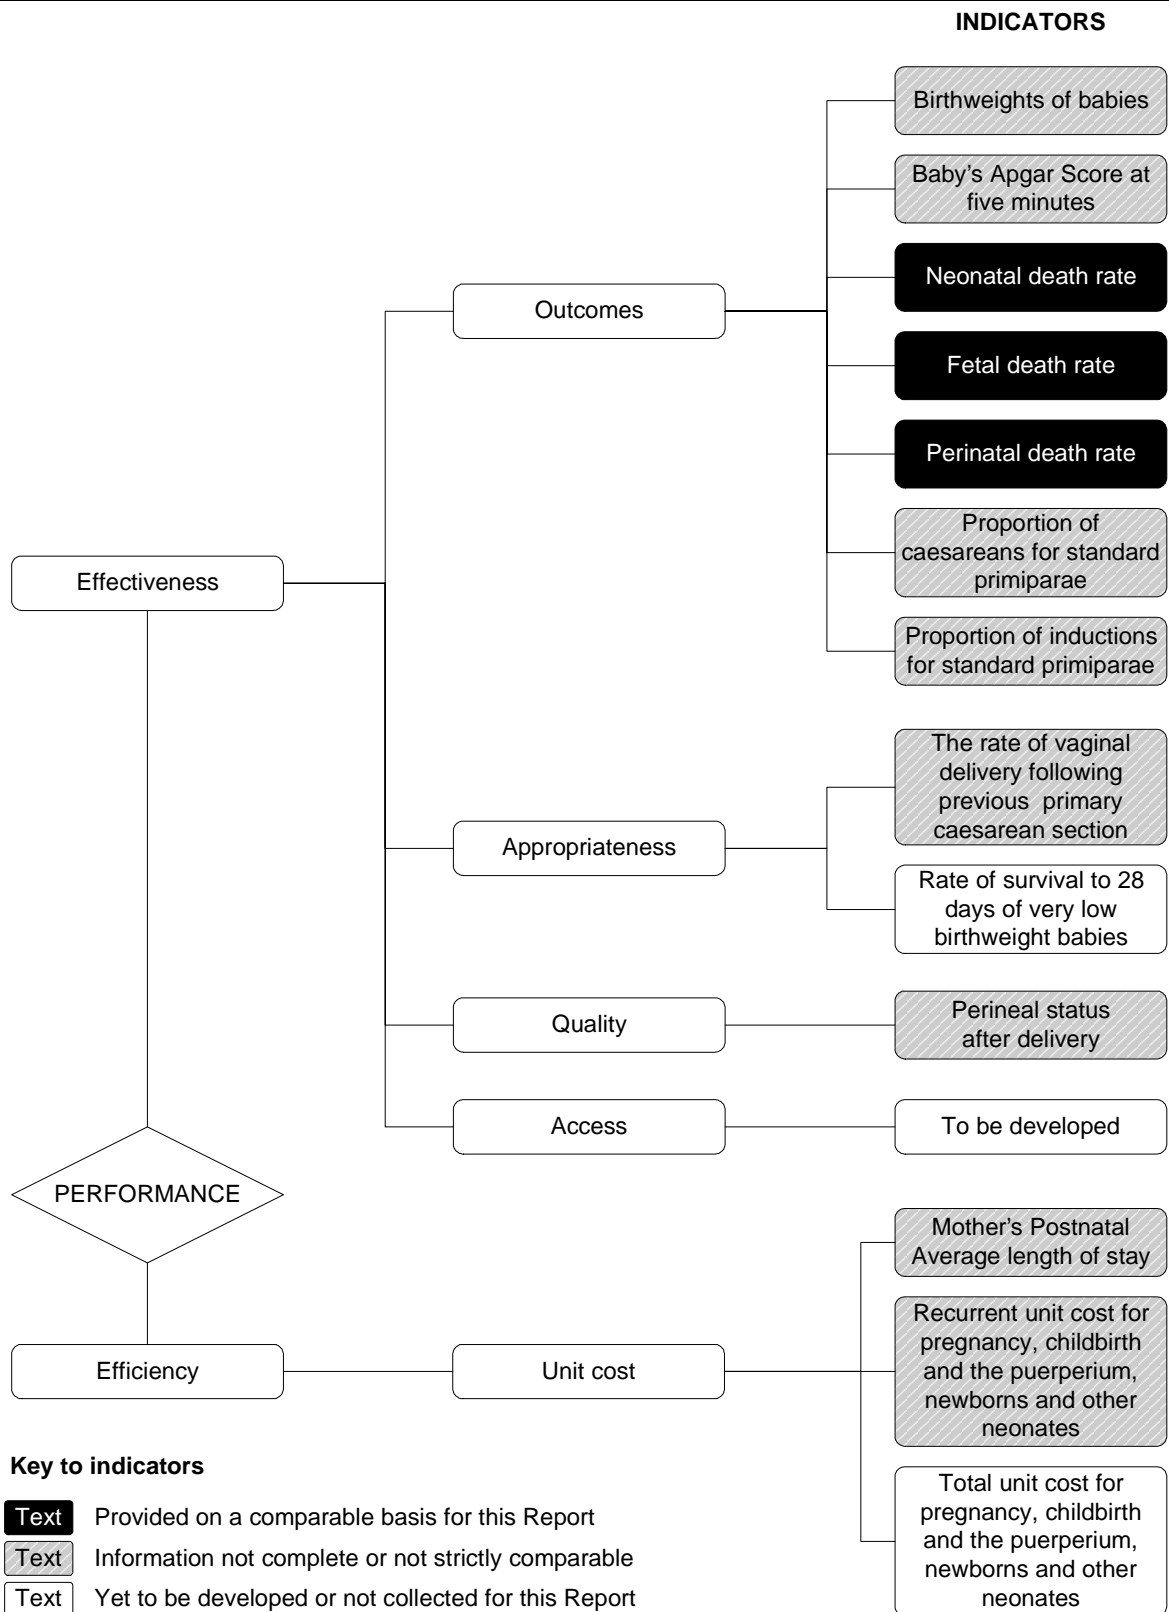 INDICATORS
Birthweights of babies
Baby's Apgar Score at
five minutes
Neonatal death rate
Outcomes
Fetal death rate
Perinatal death rate
Proportion of
caesareans for standard
primiparae
Effectiveness
Proportion of inductions
for standard primiparae
The rate of vaginal
delivery following
previous primary
caesarean section
Appropriateness
Rate of survival to 28
days of very low
birthweight babies
Quality
Perineal status
after delivery
Access
To be developed
PERFORMANCE
Mother's Postnatal
Average length of stay
Efficiency
Unit cost
Recurrent unit cost for
pregnancy, childbirth
and the puerperium,
newborns and other
neonates
Total unit cost for
pregnancy, childbirth
and the puerperium,
newborns and other
neonates
Key to indicators
Text Provided on a comparable basis for this Report
Text Information not complete or not strictly comparable
Text Yet to be developed or not collected for this Report